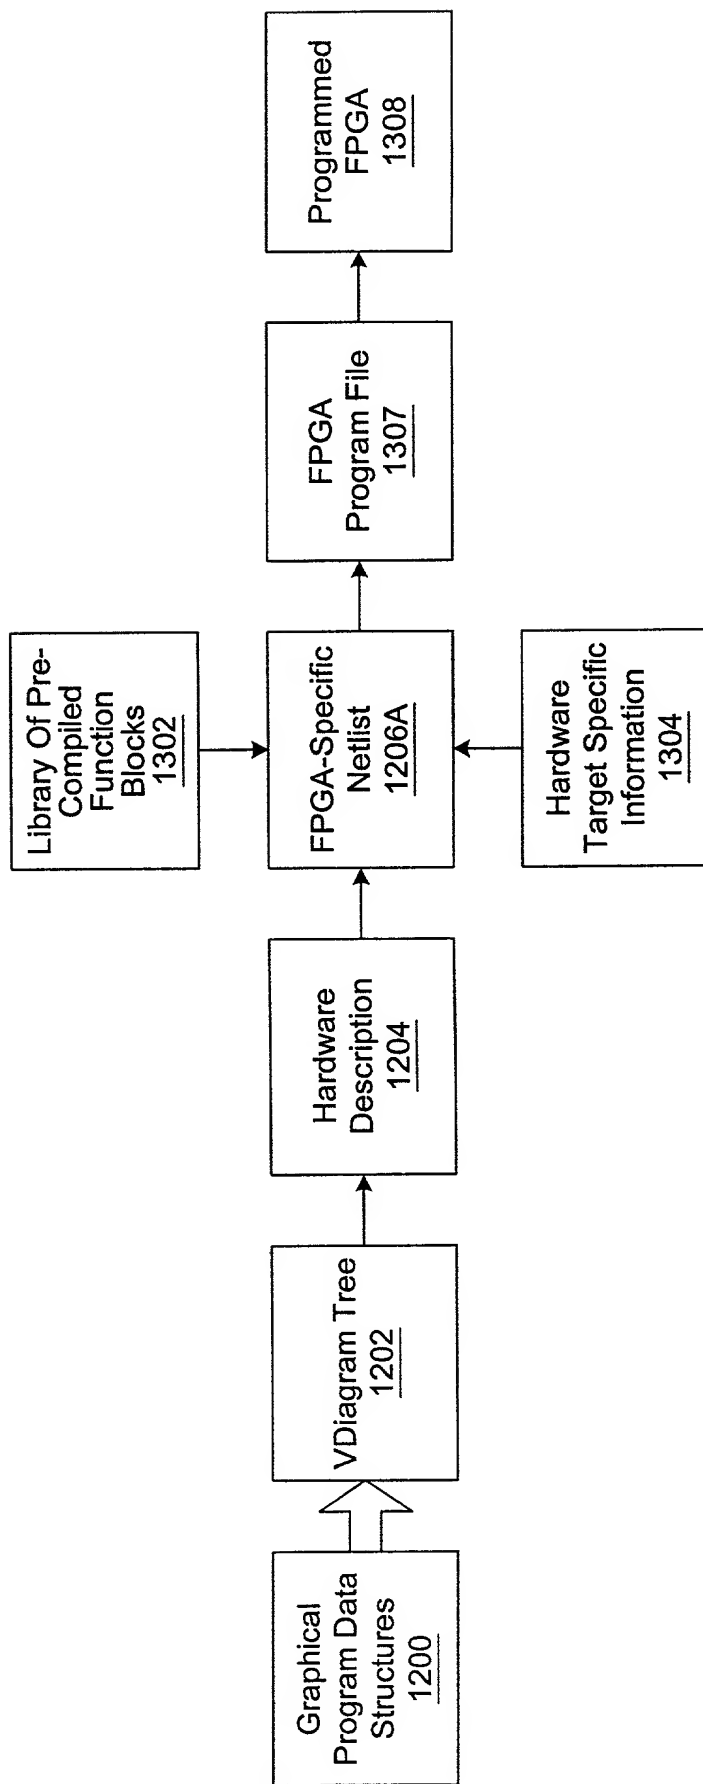 Graphical
Program Data
Structures
1200
VDiagram Tree
1202
Hardware
Description
1204
Library Of Pre-
Compiled
Function
Blocks
1302
FPGA-Specific
Netlist
1206A
Hardware
Target Specific
Information
1304
FPGA
Program File
1307
Programmed
FPGA
1308